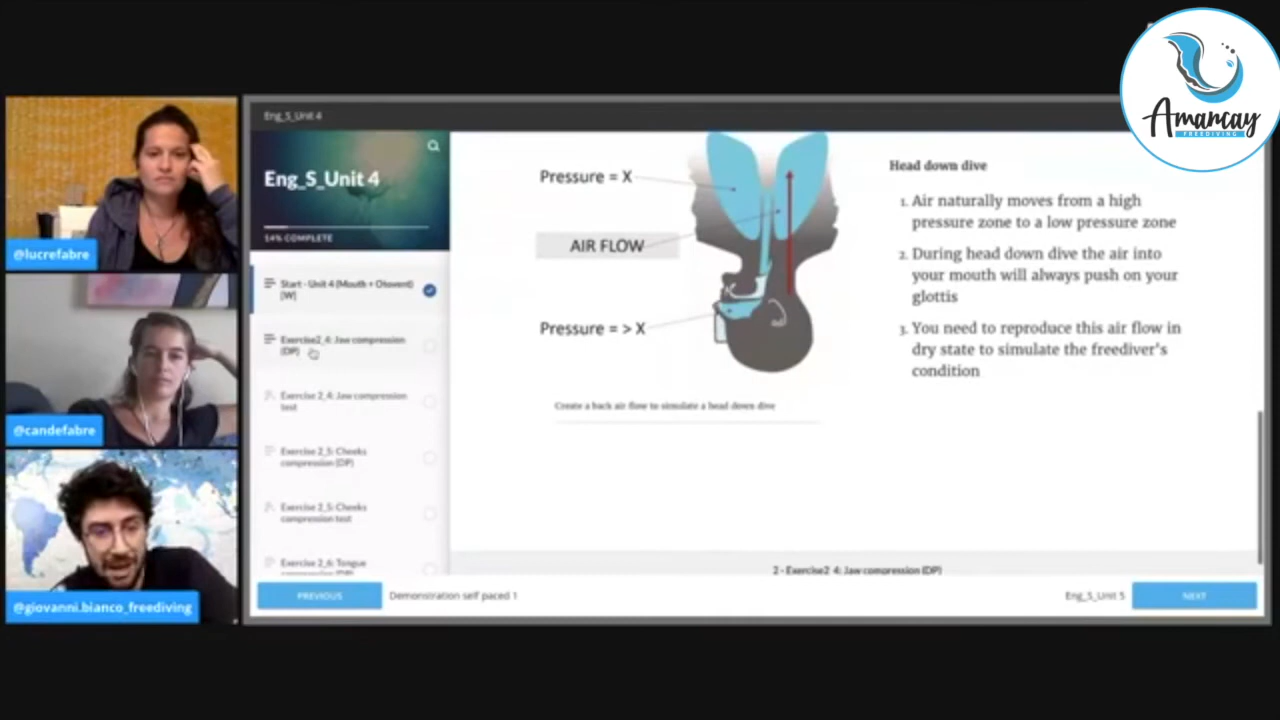 Amancay
FREEDIVING
@lucrefabre
@candefabre
@giovanni.bianco_freediving
Eng_S_Unit 4
Eng_S_Unit 4
14% COMPLETE
Start - Unit 4 (Mouth + Otovent)
[W]
Exercise2_4: Jaw compression
(DP)
Exercise 2_4: Jaw compression
test
Exercise 2_5: Cheeks
compression (DP)
Exercise 2_5: Cheeks
compression test
Exercise 2_6: Tongue
compression (DP)
Pressure = X
AIR FLOW
Pressure = > X
Create a back air flow to simulate a head down dive
Head down dive
1. Air naturally moves from a high
pressure zone to a low pressure zone
2. During head down dive the air into
your mouth will always push on your
glottis
3. You need to reproduce this air flow in
dry state to simulate the freediver's
condition
2 - Exercise2_4: Jaw compression (DP)
PREVIOUS
Demonstration self paced 1
Eng_S_Unit 5
NEXT